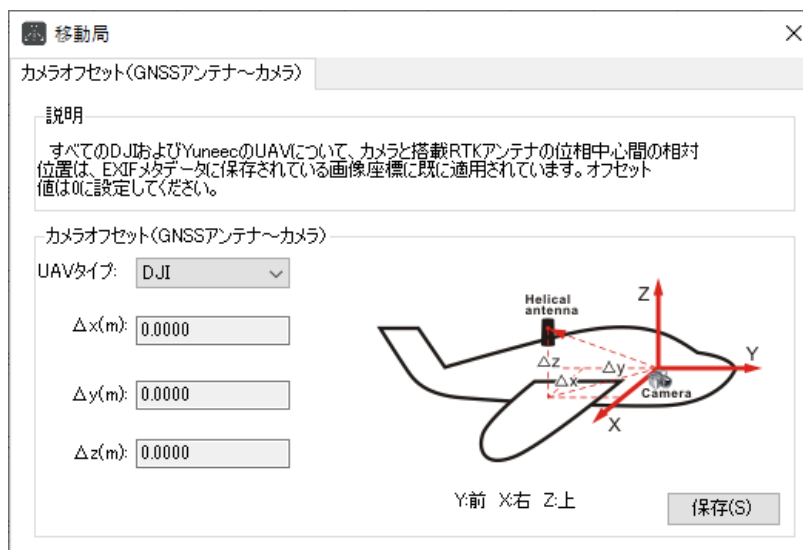 移動局
カメラオフセット(GNSSアンテナ～カメラ)
説明
すべてのDJIおよびYuneecのUAVについて、カメラと搭載RTKアンテナの位相中心間の相対
位置は、EXIFメタデータに保存されている画像座標に既に適用されています。オフセット
値は0に設定してください。
カメラオフセット(GNSSアンテナ～カメラ)
UAVタイプ: DJI
Δx(m): 0.0000
Δy(m): 0.0000
Δz(m): 0.0000
Helical
antenna
Z
Y
Δz
Δy
Δx
Camera
X
Y:前 X:右 Z:上
保存(S)